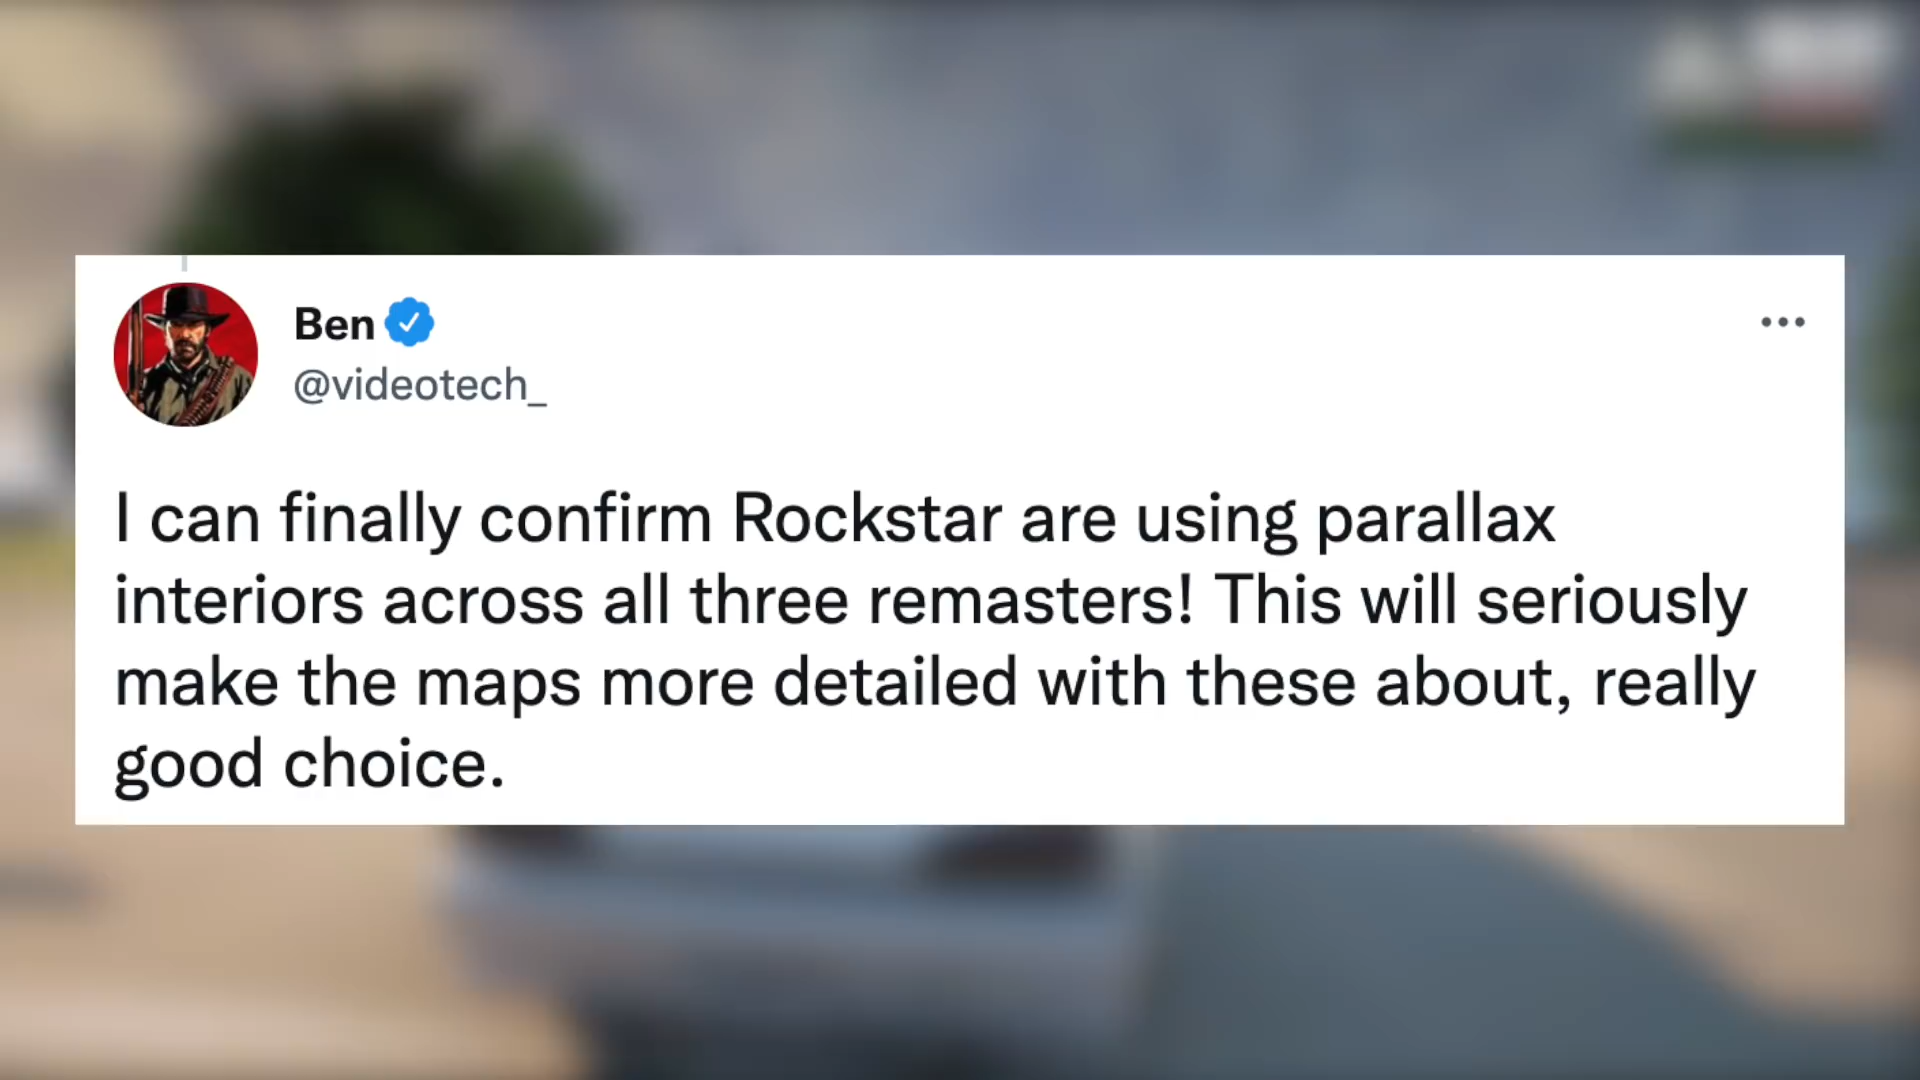 Ben
@videotech_
I can finally confirm Rockstar are using parallax
interiors across all three remasters! This will seriously
make the maps more detailed with these about, really
good choice.